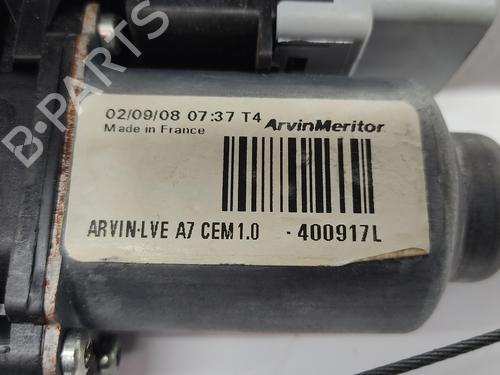 02/09/08 07:37 T4
Made in France
ArvinMeritor
ARVIN-LVE A7 CEM1.0 -400917L
B-PARTS